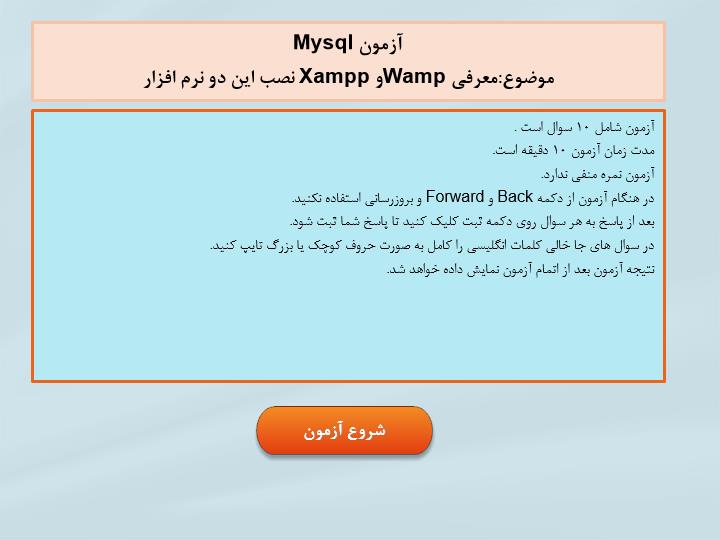 آزمون Mysql
موضوع:معرفی Wampو Xampp نصب این دو نرم افزار
آزمون شامل ۱۰ سوال است .
مدت زمان آزمون ۱۰ دقیقه است.
آزمون نمره منفی ندارد.
در هنگام آزمون از دکمه Back و Forward و بروزرسانی استفاده نکنید.
بعد از پاسخ به هر سوال روی دکمه ثبت کلیک کنید تا پاسخ شما ثبت شود.
در سوال های جا خالی کلمات انگلیسی را کامل به صورت حروف کوچک یا بزرگ تایپ کنید.
نتیجه آزمون بعد از اتمام آزمون نمایش داده خواهد شد.
شروع آزمون